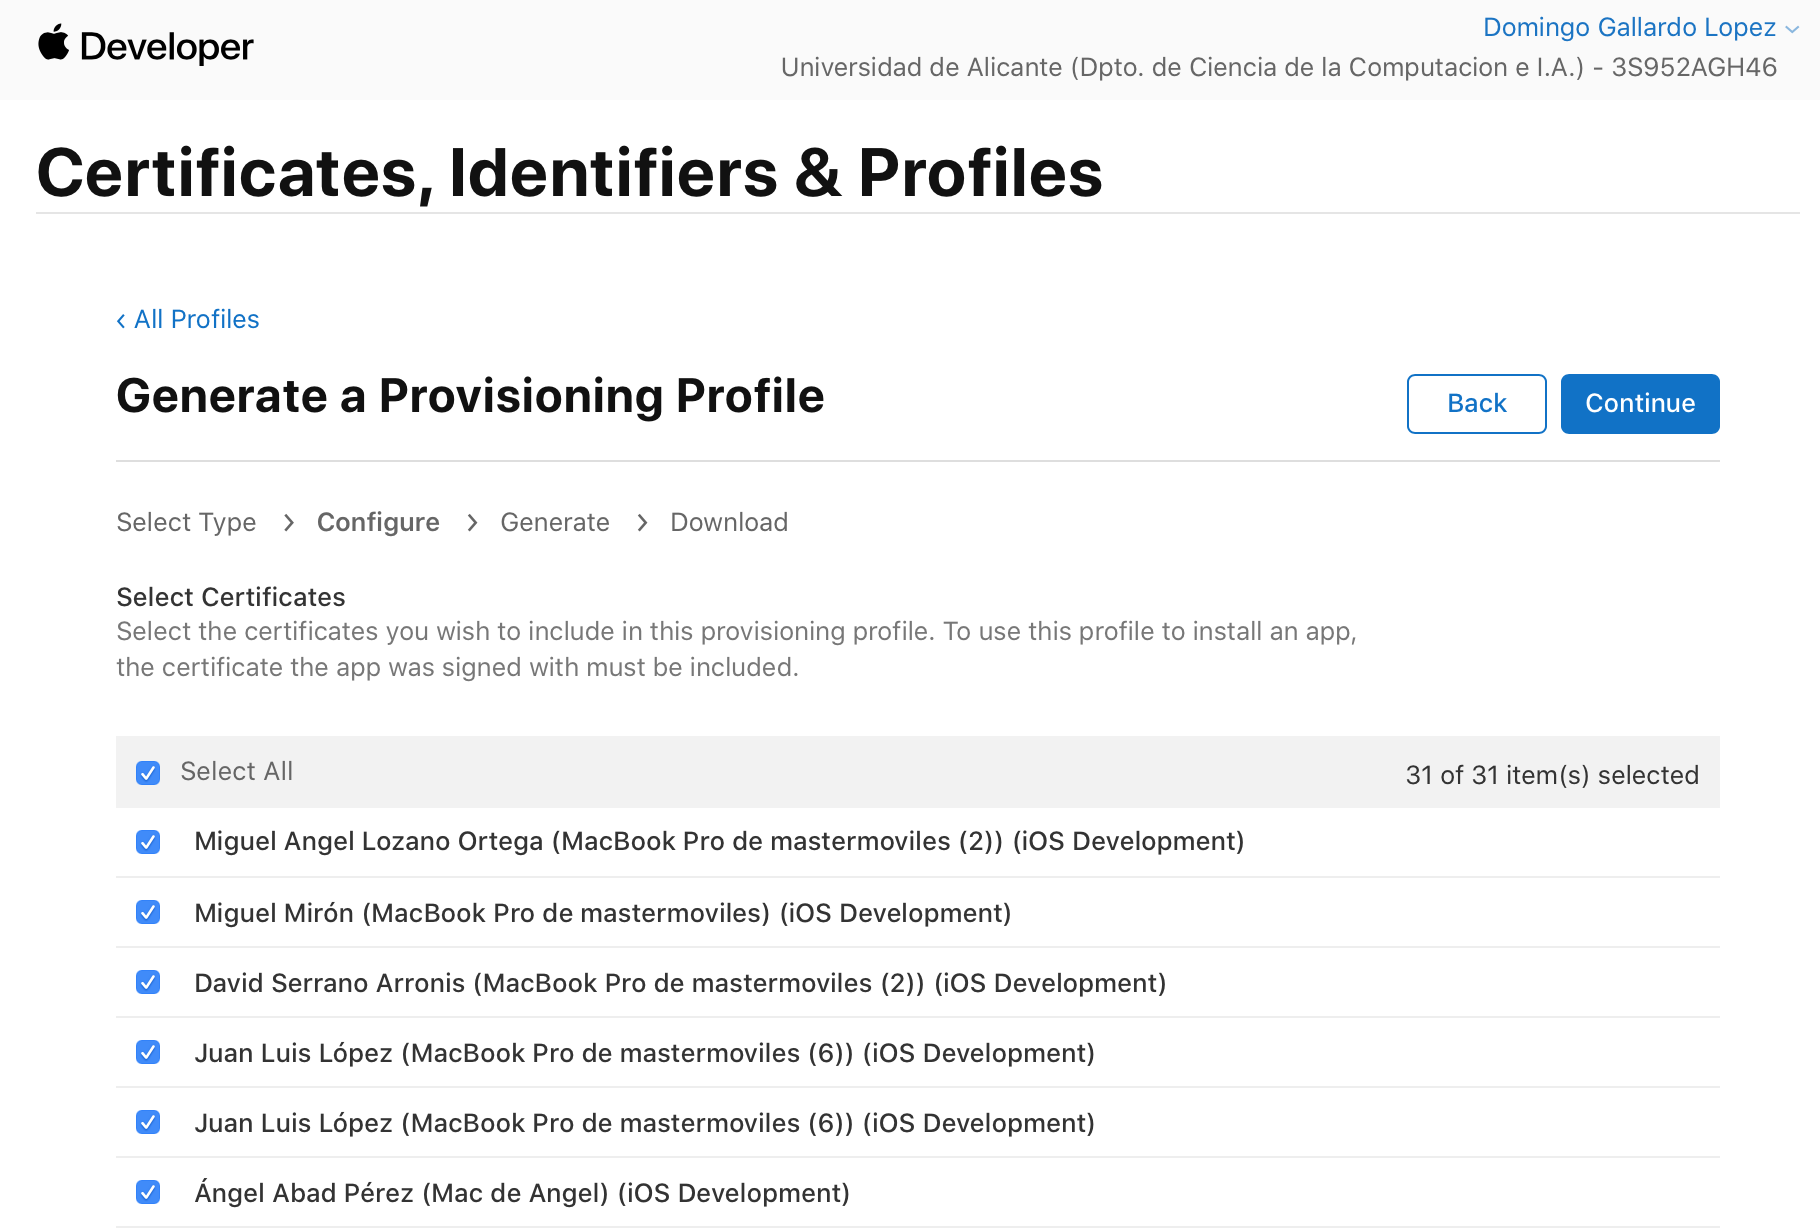 Developer
Domingo Gallardo Lopez
Universidad de Alicante (Dpto. de Ciencia de la Computacion e I.A.) - 3S952AGH46
Certificates, Identifiers & Profiles
‹ All Profiles
Generate a Provisioning Profile
Back
Continue
Select Type > Configure > Generate > Download
Select Certificates
Select the certificates you wish to include in this provisioning profile. To use this profile to install an app,
the certificate the app was signed with must be included.
Select All
31 of 31 item(s) selected
Miguel Angel Lozano Ortega (MacBook Pro de mastermoviles (2)) (iOS Development)
Miguel Mirón (MacBook Pro de mastermoviles) (iOS Development)
David Serrano Arronis (MacBook Pro de mastermoviles (2)) (iOS Development)
Juan Luis López (MacBook Pro de mastermoviles (6)) (iOS Development)
Juan Luis López (MacBook Pro de mastermoviles (6)) (iOS Development)
Ángel Abad Pérez (Mac de Angel) (iOS Development)